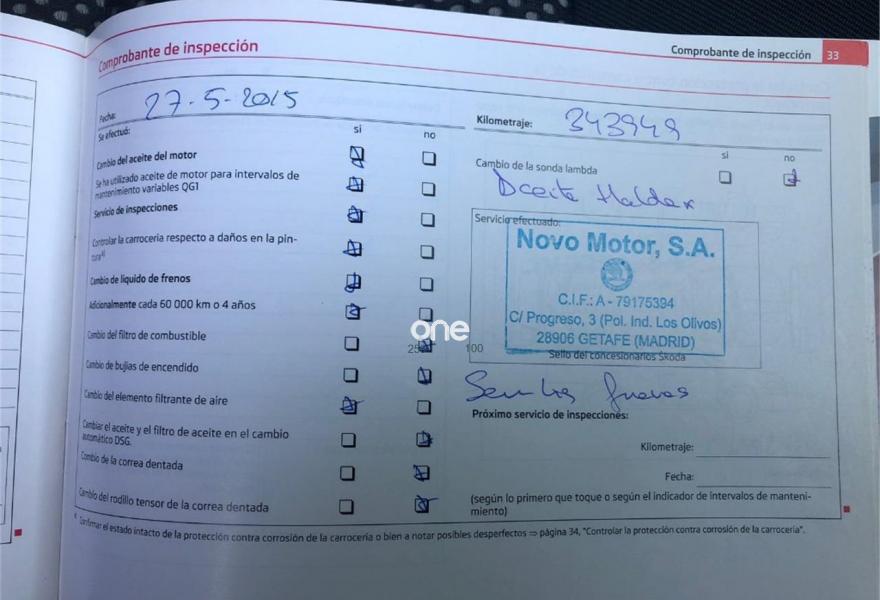 Comprobante de inspección
Comprobante de inspección 33
Fecha: 27-5-2015
Se efectuó:
si no
Cambio del aceite del motor
Se ha utilizado aceite de motor para intervalos de
mantenimiento variables QG1
Servicio de inspecciones
Controlar la carrocería respecto a daños en la pin-
tura
Cambio de líquido de frenos
Adicionalmente cada 60 000 km o 4 años
Cambio del filtro de combustible
Cambio de bujías de encendido
Cambio del elemento filtrante de aire
Cambiar el aceite y el filtro de aceite en el cambio
automático DSG.
Cambio de la correa dentada
Cambio del rodillo tensor de la correa dentada
Kilometraje: 343949
si no
Cambio de la sonda lambda
Aceite Haldex
Servicio efectuado:
Novo Motor, S.A.
C.I.F.: A - 79175394
C/ Progreso, 3 (Pol. Ind. Los Olivos)
28906 GETAFE (MADRID)
Sello del concesionarios Škoda
one
25 100
Próximo servicio de inspecciones:
Kilometraje:
Fecha:
(según lo primero que toque o según el indicador de intervalos de manteni-
miento)
Confirmar el estado intacto de la protección contra corrosión de la carrocería o bien a notar posibles desperfectos ⇒ página 34, "Controlar la protección contra corrosión de la carrocería".